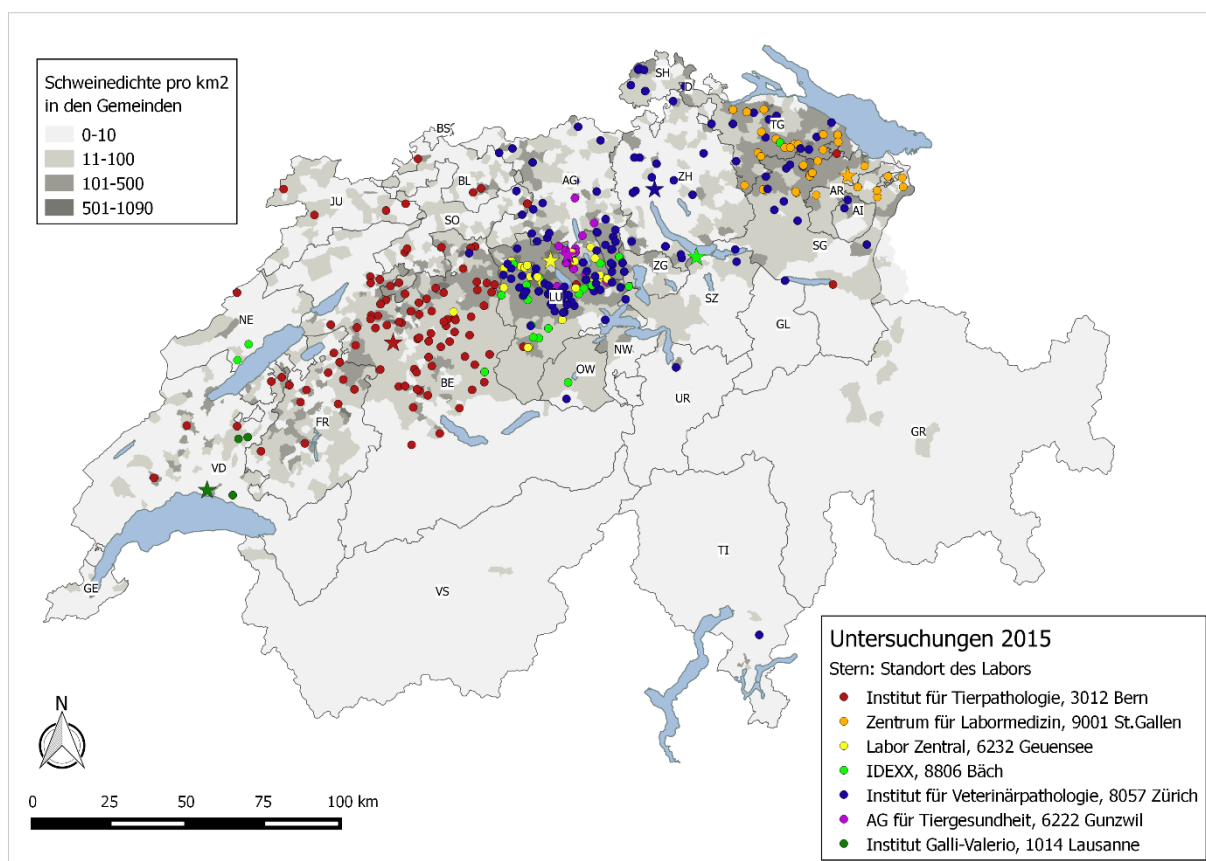 Schweinedichte pro km2
in den Gemeinden
0-10
11-100
101-500
501-1090
SH
D
TG
BS
BL
AG
ZH
JU
SO
AR
AI
SG
ZG
LU
SZ
NE
GL
NW
OW
BE
UR
FR
GR
VD
TI
VS
GE
N
0 25 50 75 100 km
Untersuchungen 2015
Stern: Standort des Labors
Institut für Tierpathologie, 3012 Bern
Zentrum für Labormedizin, 9001 St.Gallen
Labor Zentral, 6232 Geuensee
IDEXX, 8806 Bäch
Institut für Veterinärpathologie, 8057 Zürich
AG für Tiergesundheit, 6222 Gunzwil
Institut Galli-Valerio, 1014 Lausanne